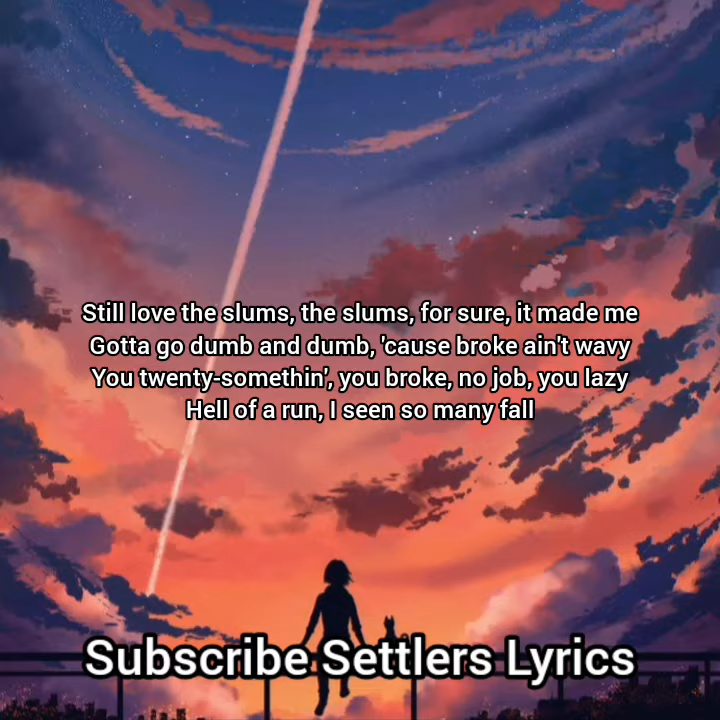 Still love the slums, the slums, for sure, it made me
Gotta go dumb and dumb, 'cause broke ain't wavy
You twenty-somethin', you broke, no job, you lazy
Hell of a run, I seen so many fall
Subscribe Settlers Lyrics